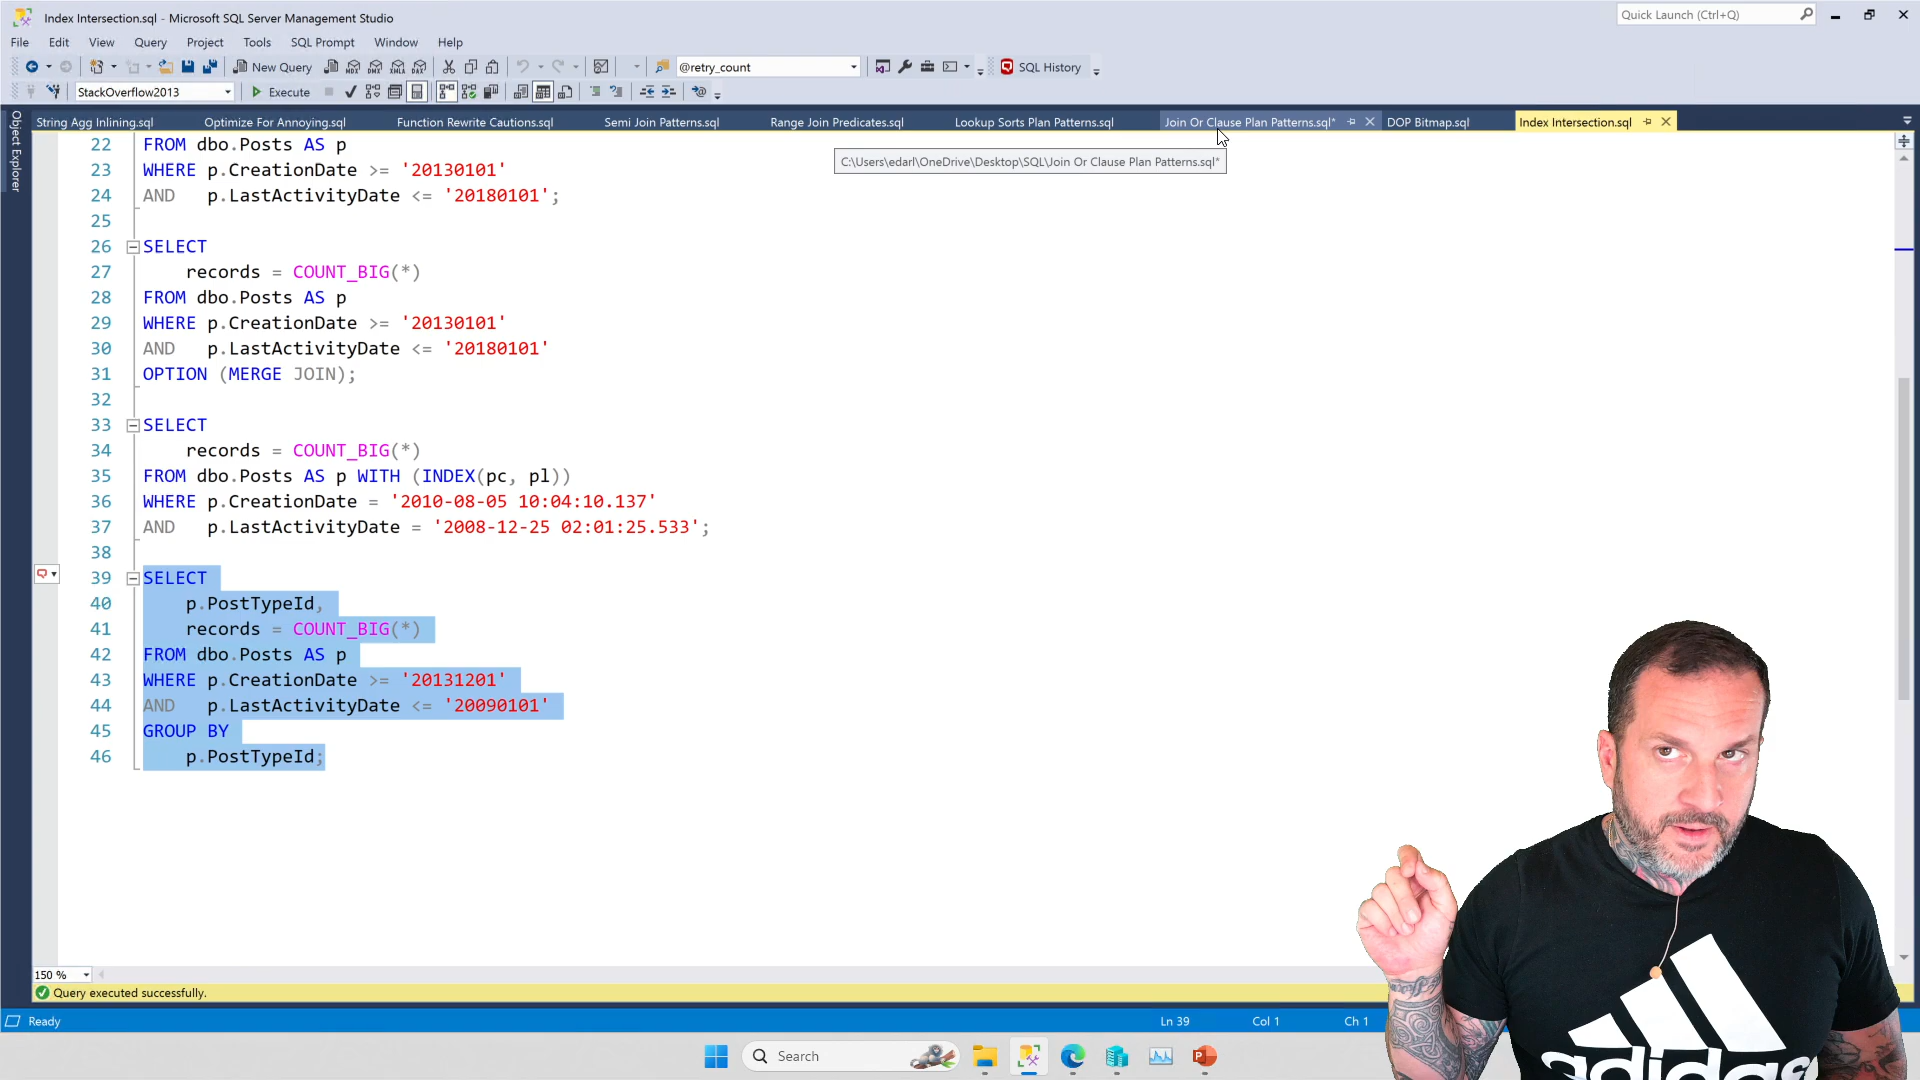 Index Intersection.sql - Microsoft SQL Server Management Studio
Quick Launch (Ctrl+Q)
File Edit View Query Project Tools SQL Prompt Window Help
New Query MDX DMX XMLA DAX @retry_count SQL History
StackOverflow2013 Execute
Object Explorer
String Agg Inlining.sql Optimize For Annoying.sql Function Rewrite Cautions.sql Semi Join Patterns.sql Range Join Predicates.sql Lookup Sorts Plan Patterns.sql Join Or Clause Plan Patterns.sql* DOP Bitmap.sql Index Intersection.sql
C:\Users\edarl\OneDrive\Desktop\SQL\Join Or Clause Plan Patterns.sql*
22 FROM dbo.Posts AS p
23 WHERE p.CreationDate >= '20130101'
24 AND p.LastActivityDate <= '20180101';
25
26 SELECT
27 records = COUNT_BIG(*)
28 FROM dbo.Posts AS p
29 WHERE p.CreationDate >= '20130101'
30 AND p.LastActivityDate <= '20180101'
31 OPTION (MERGE JOIN);
32
33 SELECT
34 records = COUNT_BIG(*)
35 FROM dbo.Posts AS p WITH (INDEX(pc, pl))
36 WHERE p.CreationDate = '2010-08-05 10:04:10.137'
37 AND p.LastActivityDate = '2008-12-25 02:01:25.533';
38
39 SELECT
40 p.PostTypeId,
41 records = COUNT_BIG(*)
42 FROM dbo.Posts AS p
43 WHERE p.CreationDate >= '20131201'
44 AND p.LastActivityDate <= '20090101'
45 GROUP BY
46 p.PostTypeId;
150 %
Query executed successfully.
Ready Ln 39 Col 1 Ch 1
Search
adidas